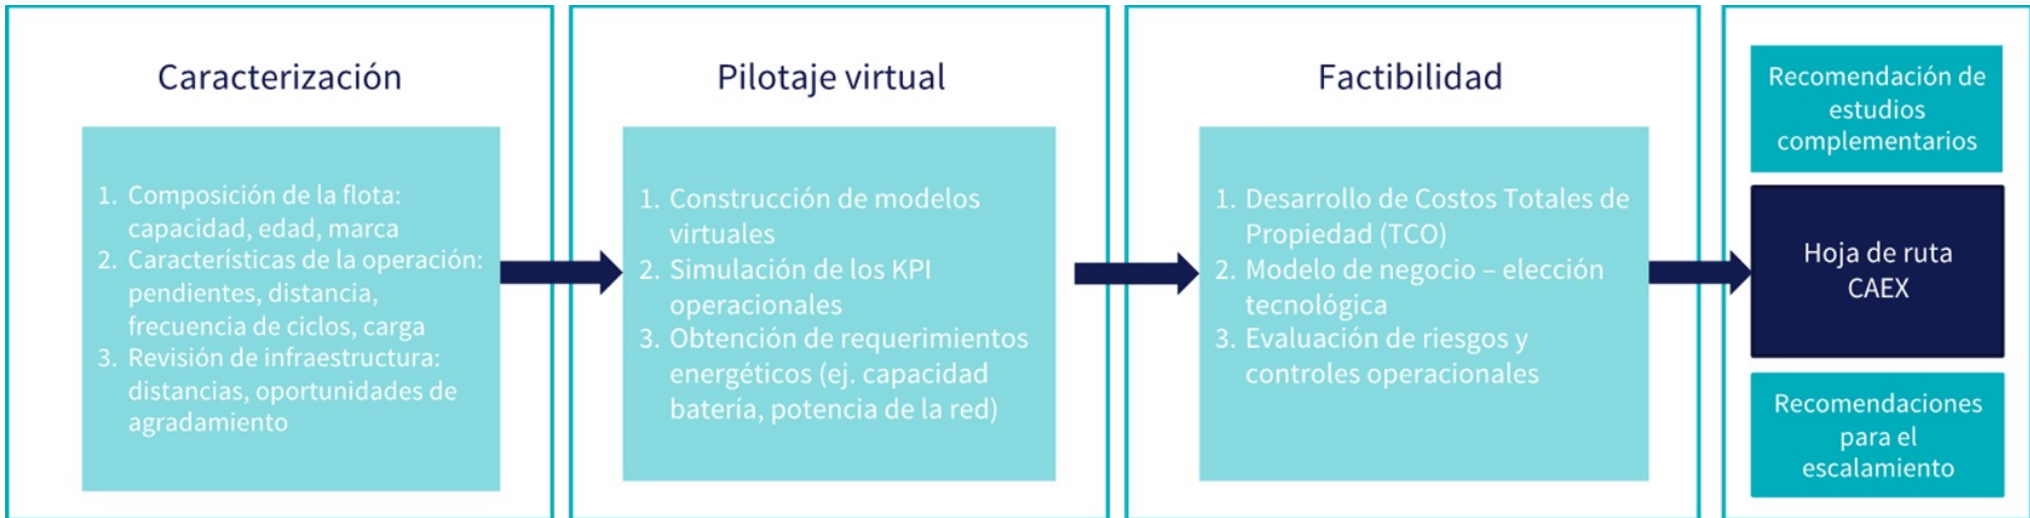 Caracterización
1. Composición de la flota:
capacidad, edad, marca
2. Características de la operación:
pendientes, distancia,
frecuencia de ciclos, carga
3. Revisión de infraestructura:
distancias, oportunidades de
agradamiento
Pilotaje virtual
1. Construcción de modelos
virtuales
2. Simulación de los KPI
operacionales
3. Obtención de requerimientos
energéticos (ej. capacidad
batería, potencia de la red)
Factibilidad
1. Desarrollo de Costos Totales de
Propiedad (TCO)
2. Modelo de negocio – elección
tecnológica
3. Evaluación de riesgos y
controles operacionales
Recomendación de
estudios
complementarios
Hoja de ruta
CAEX
Recomendaciones
para el
escalamiento